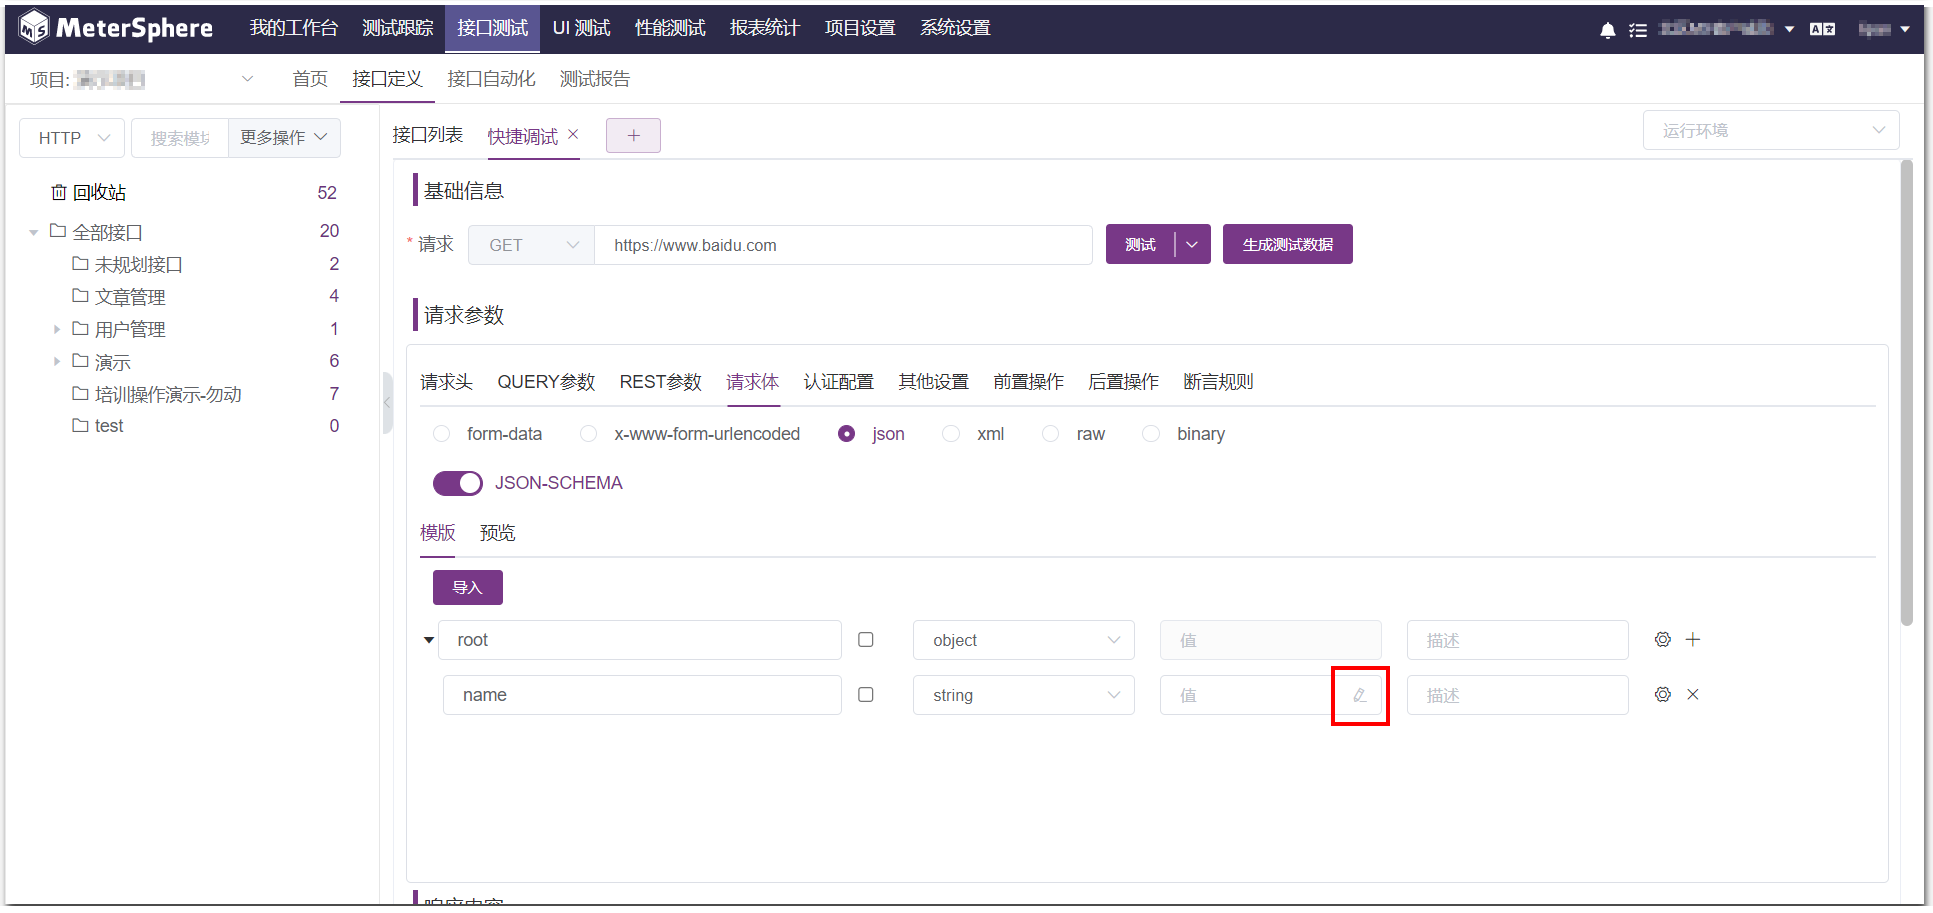 MeterSphere 我的工作台 测试跟踪 接口测试 UI 测试 性能测试 报表统计 项目设置 系统设置
项目: 首页 接口定义 接口自动化 测试报告
HTTP 搜索模块 更多操作 接口列表 快捷调试 运行环境
回收站 52
全部接口 20
未规划接口 2
文章管理 4
用户管理 1
演示 6
培训操作演示-勿动 7
test 0
基础信息
* 请求 GET https://www.baidu.com 测试 生成测试数据
请求参数
请求头 QUERY参数 REST参数 请求体 认证配置 其他设置 前置操作 后置操作 断言规则
form-data x-www-form-urlencoded json xml raw binary
JSON-SCHEMA
模版 预览
导入
root object 值 描述
name string 值 描述
响应内容